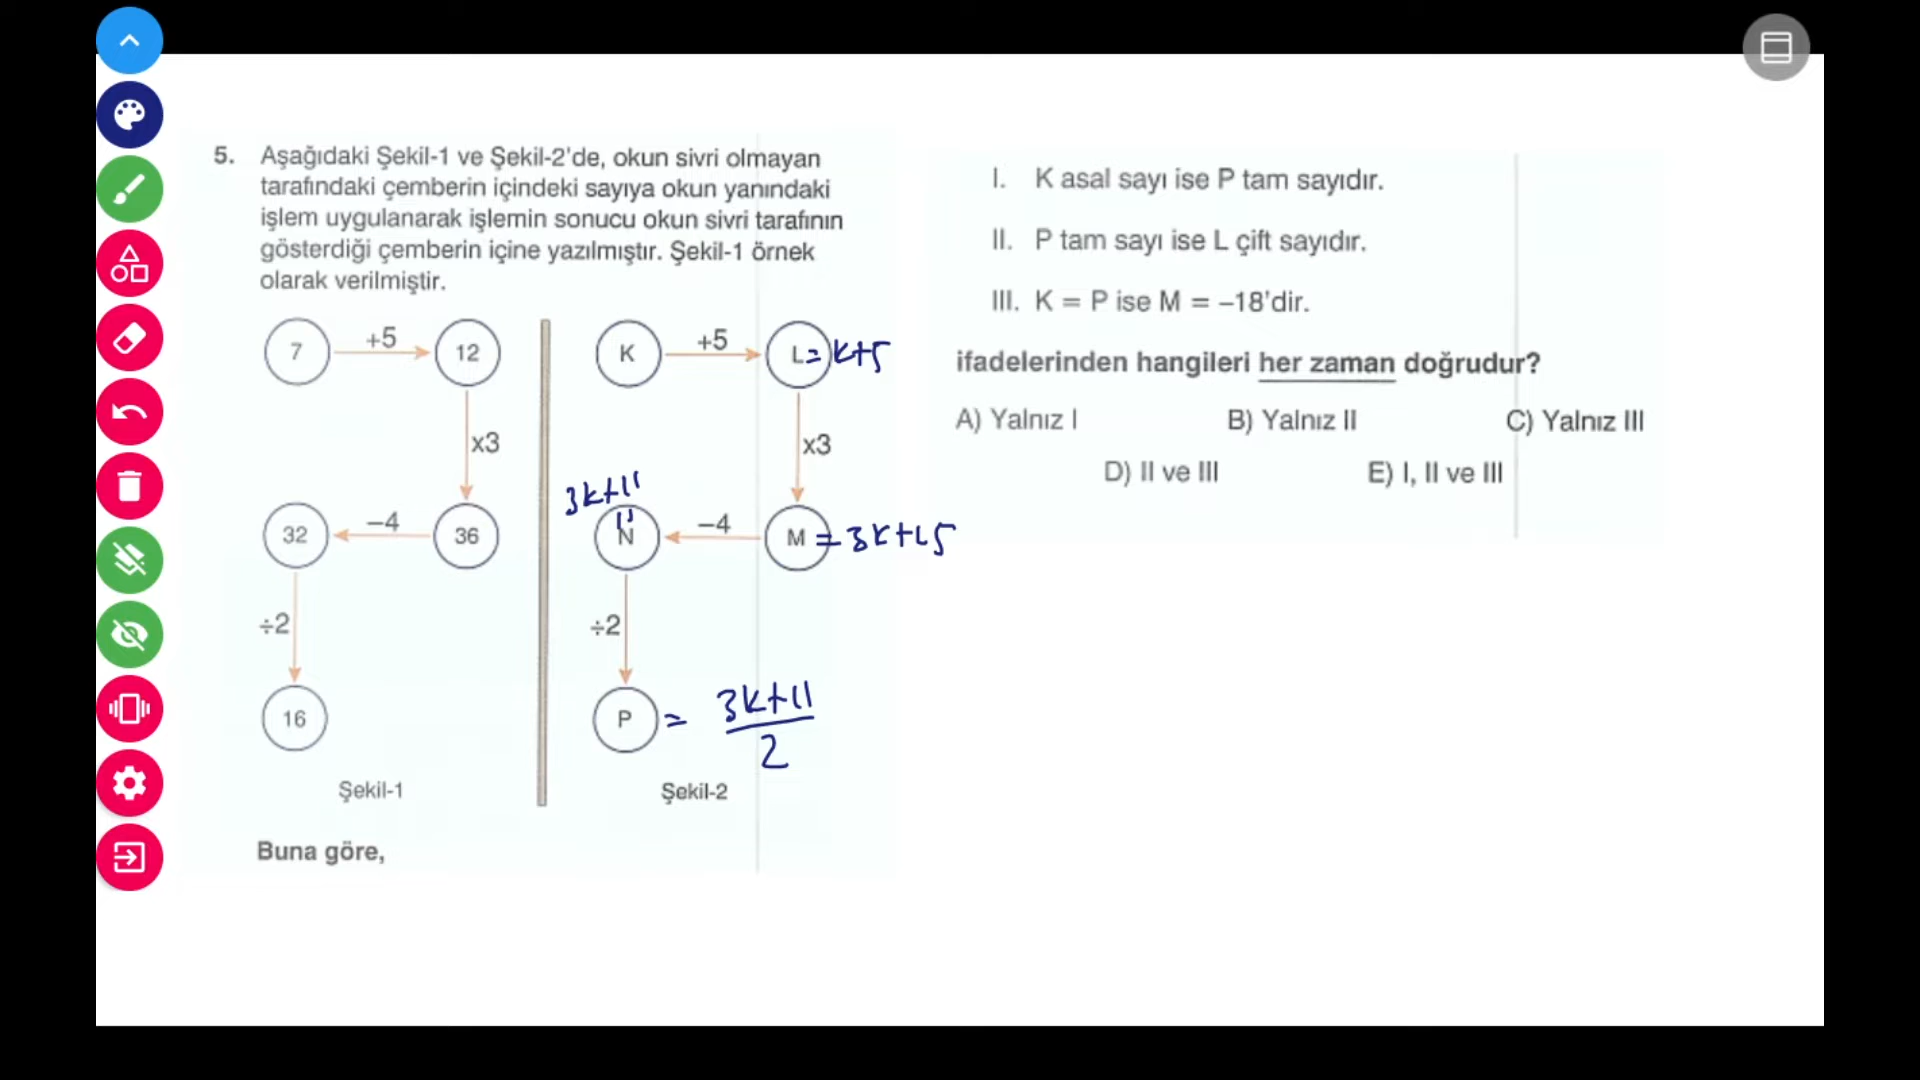 5. Aşağıdaki Şekil-1 ve Şekil-2'de, okun sivri olmayan
tarafındaki çemberin içindeki sayıya okun yanındaki
işlem uygulanarak işlemin sonucu okun sivri tarafının
gösterdiği çemberin içine yazılmıştır. Şekil-1 örnek
olarak verilmiştir.
7 +5 12
x3
32 –4 36
÷2
16
Şekil-1
K +5 L = k+5
x3
3k+11
N –4 M = 3k+15
÷2
P = 3k+11
2
Şekil-2
Buna göre,
I. K asal sayı ise P tam sayıdır.
II. P tam sayı ise L çift sayıdır.
III. K = P ise M = –18'dir.
ifadelerinden hangileri her zaman doğrudur?
A) Yalnız I B) Yalnız II C) Yalnız III
D) II ve III E) I, II ve III